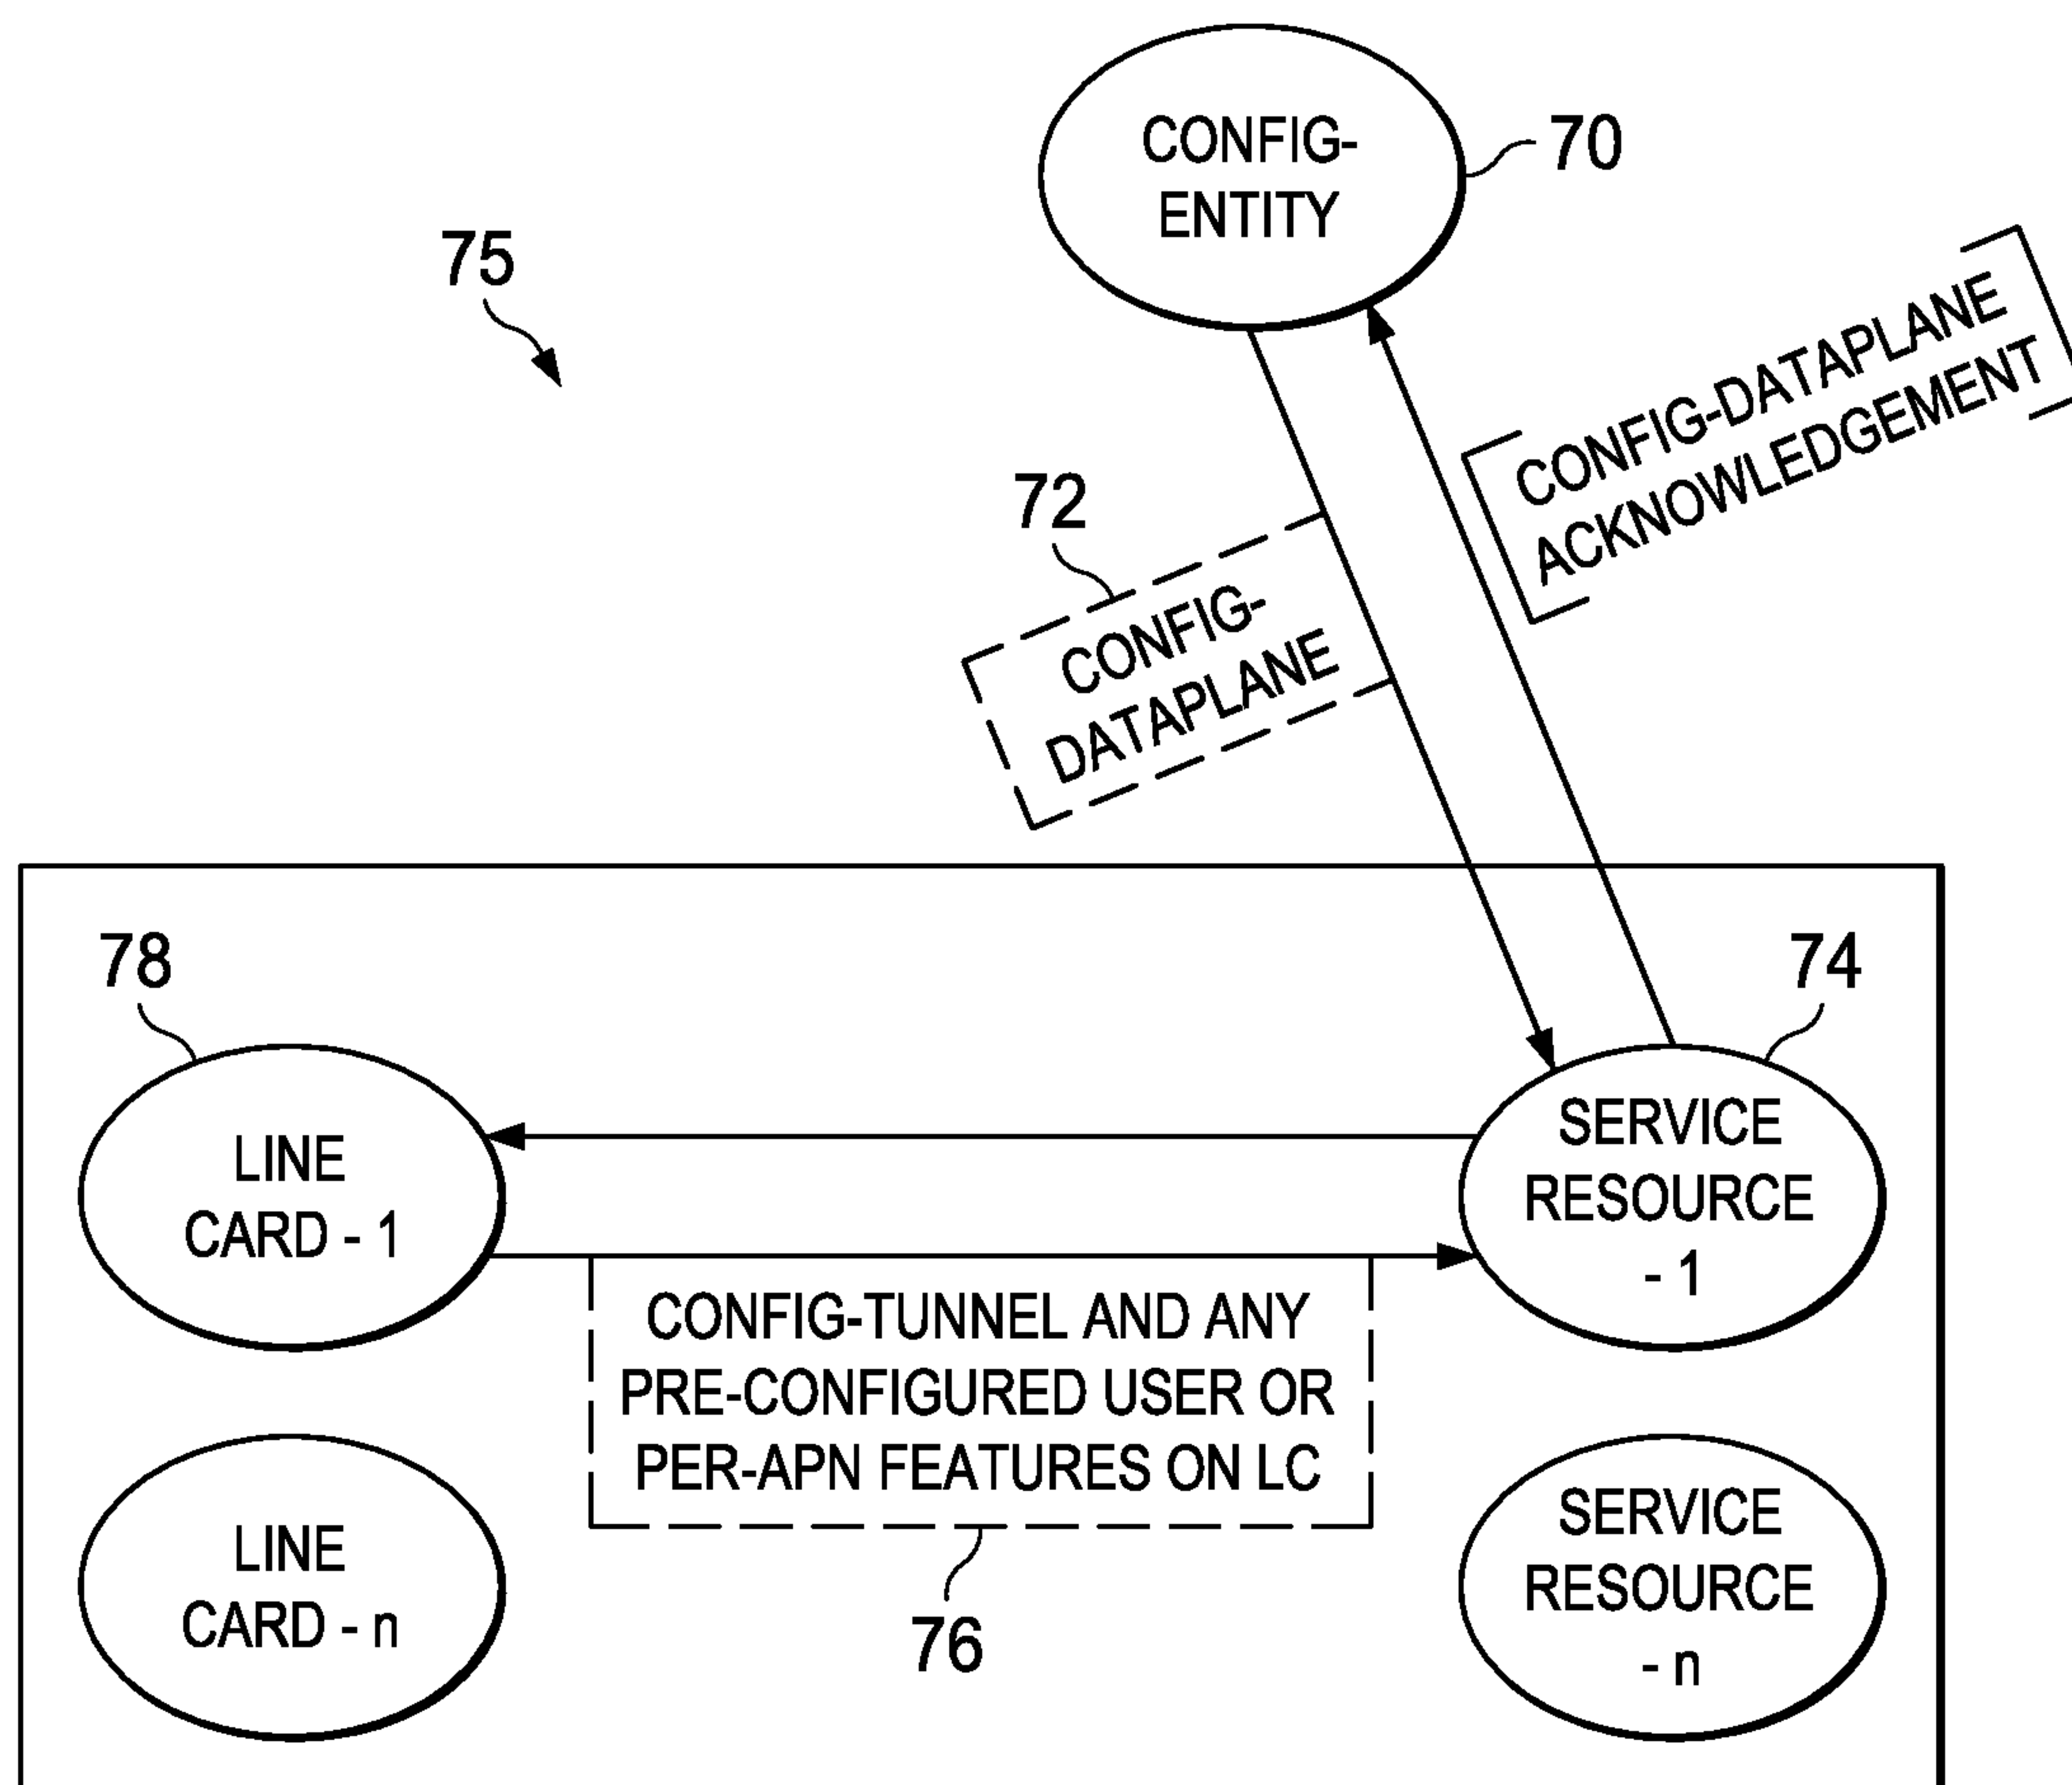 CONFIG-
ENTITY
70
75
CONFIG-DATAPLANE
ACKNOWLEDGEMENT
72
CONFIG-
DATAPLANE
78
74
LINE
CARD - 1
SERVICE
RESOURCE
- 1
CONFIG-TUNNEL AND ANY
PRE-CONFIGURED USER OR
PER-APN FEATURES ON LC
LINE
CARD - n
SERVICE
RESOURCE
- n
76